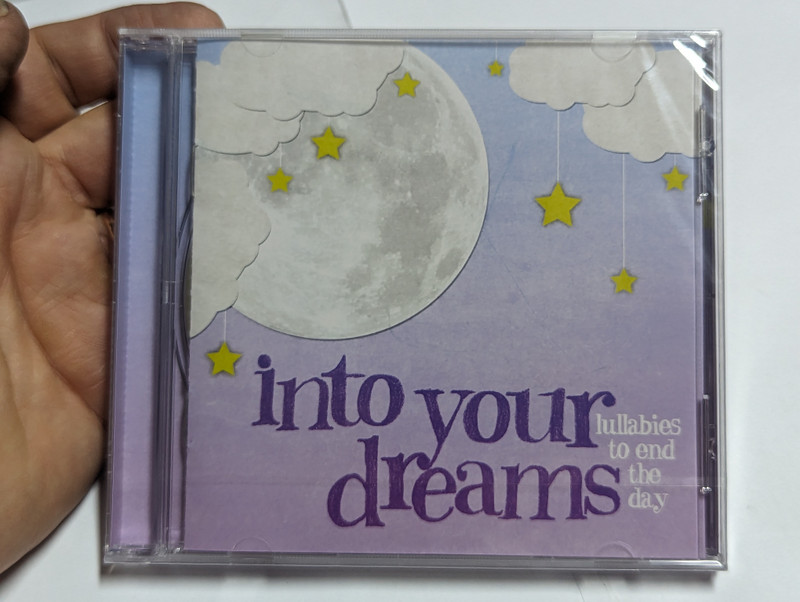 into your
dreams
lullabies
to end
the
day